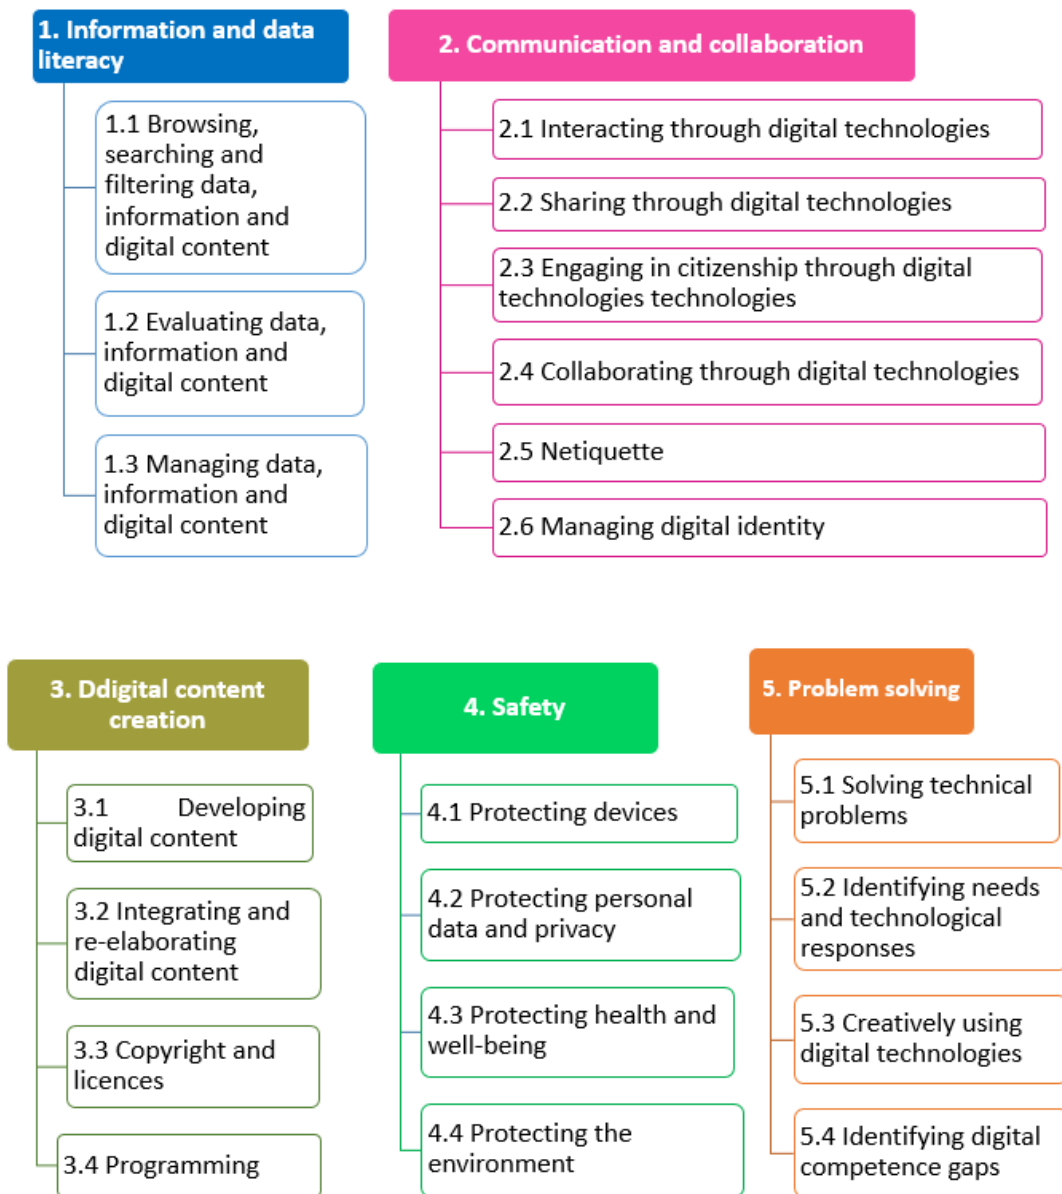 1. Information and data
literacy
1.1 Browsing,
searching and
filtering data,
information and
digital content
1.2 Evaluating data,
information and
digital content
1.3 Managing data,
information and
digital content
2. Communication and collaboration
2.1 Interacting through digital technologies
2.2 Sharing through digital technologies
2.3 Engaging in citizenship through digital
technologies technologies
2.4 Collaborating through digital technologies
2.5 Netiquette
2.6 Managing digital identity
3. Ddigital content
creation
3.1 Developing
digital content
3.2 Integrating and
re-elaborating
digital content
3.3 Copyright and
licences
3.4 Programming
4. Safety
4.1 Protecting devices
4.2 Protecting personal
data and privacy
4.3 Protecting health and
well-being
4.4 Protecting the
environment
5. Problem solving
5.1 Solving technical
problems
5.2 Identifying needs
and technological
responses
5.3 Creatively using
digital technologies
5.4 Identifying digital
competence gaps